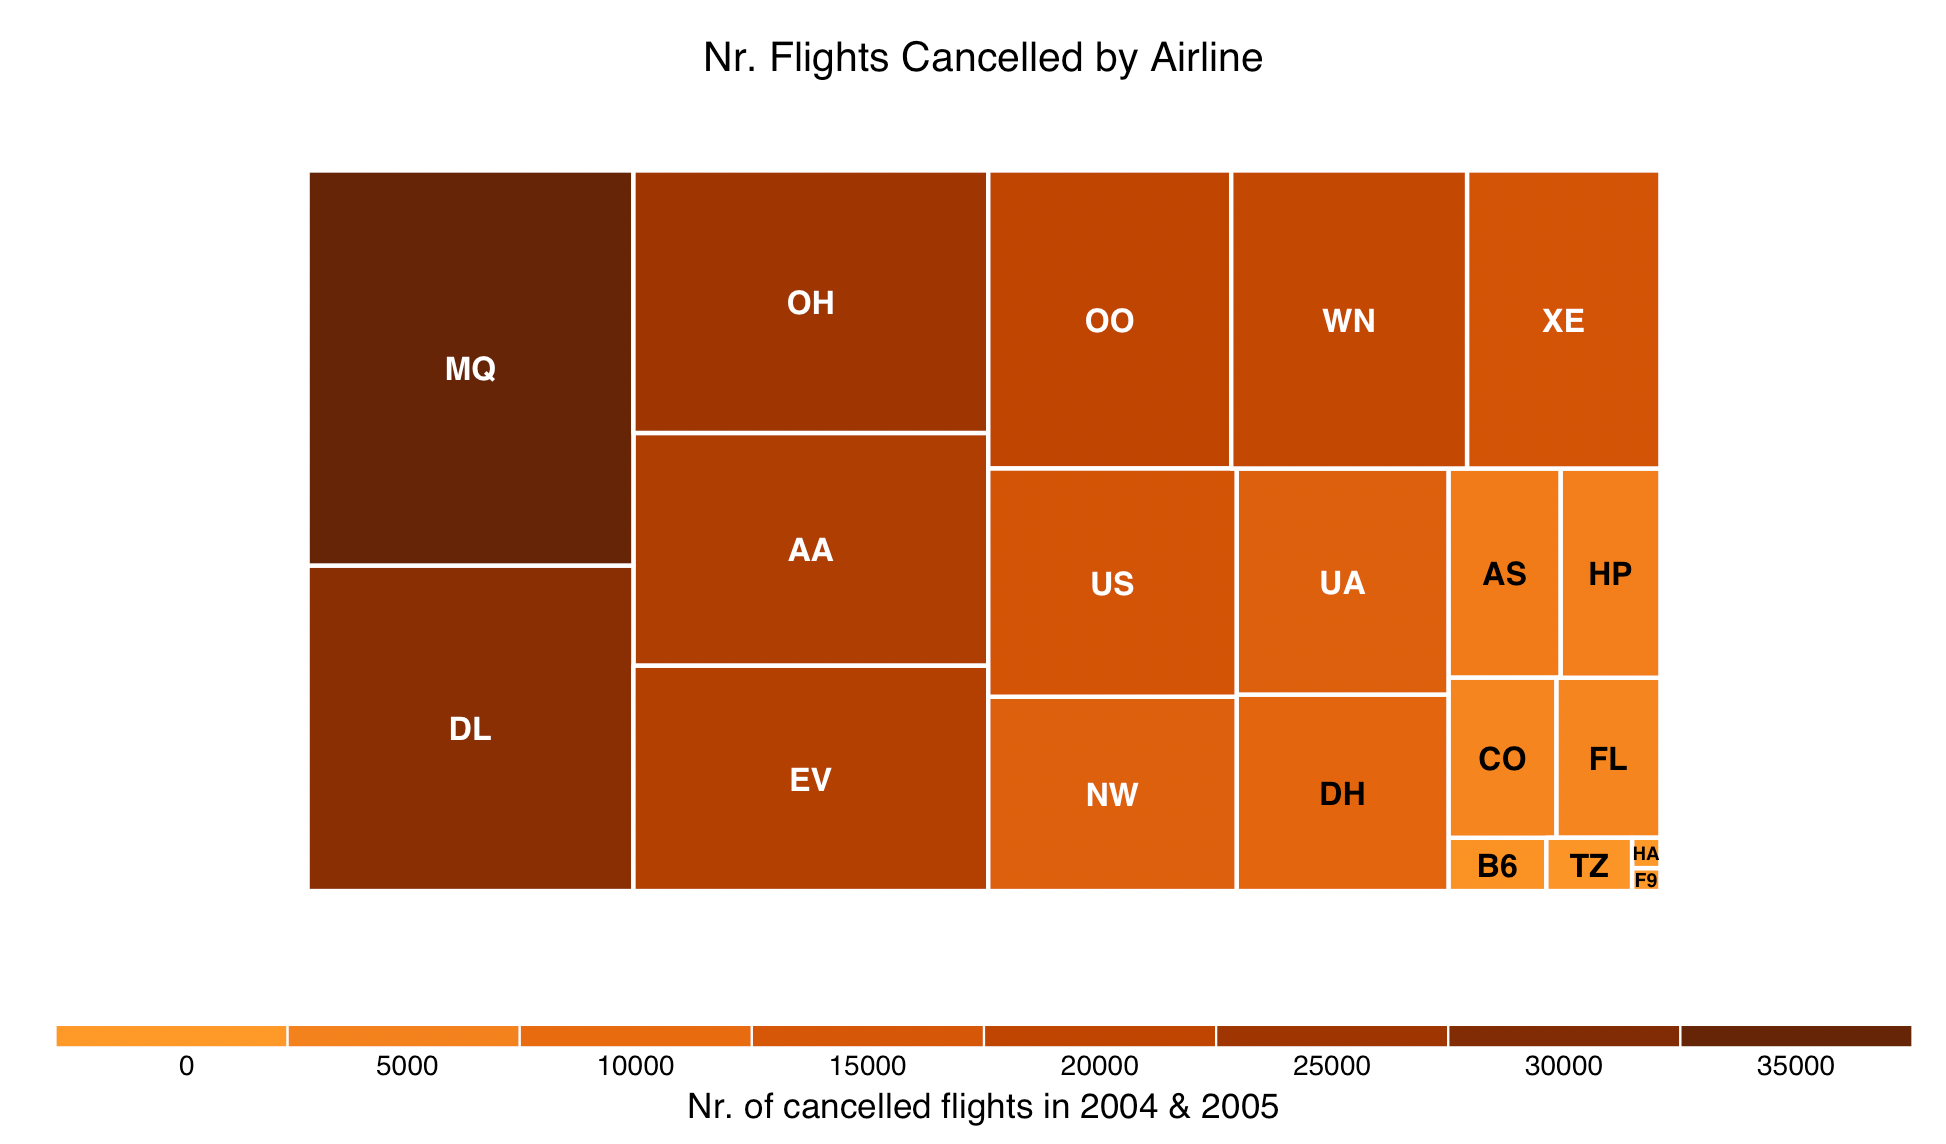 Nr. Flights Cancelled by Airline
MQ
DL
OH
AA
EV
OO
WN
XE
US
UA
NW
DH
AS
HP
CO
FL
B6
TZ
HA
F9
0 5000 10000 15000 20000 25000 30000 35000
Nr. of cancelled flights in 2004 & 2005